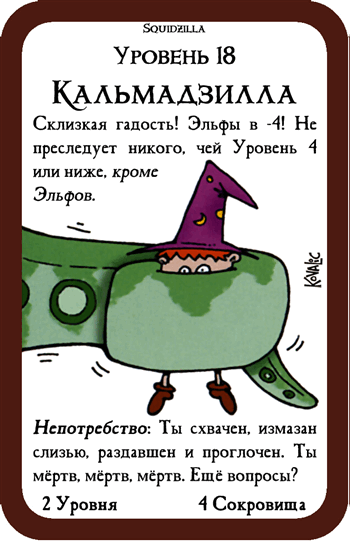 Squidzilla
Уровень 18
Кальмадзилла
Склизкая гадость! Эльфы в -4! Не
преследует никого, чей Уровень 4
или ниже, кроме
Эльфов.
Kovalic
Непотребство: Ты схвачен, измазан
слизью, раздавшен и проглочен. Ты
мёртв, мёртв, мёртв. Ещё вопросы?
2 Уровня 4 Сокровища